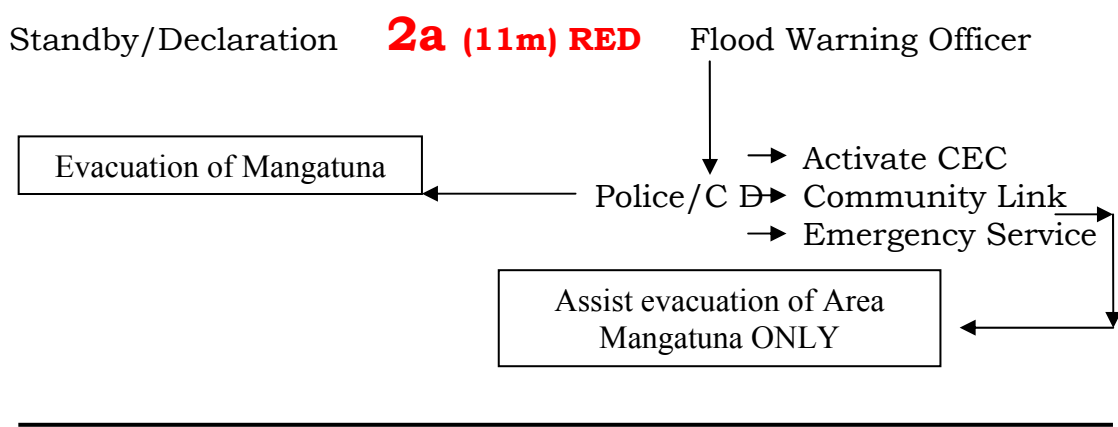 Standby/Declaration 2a (11m) RED Flood Warning Officer
Evacuation of Mangatuna
Activate CEC
Police/C D Community Link
Emergency Service
Assist evacuation of Area
Mangatuna ONLY